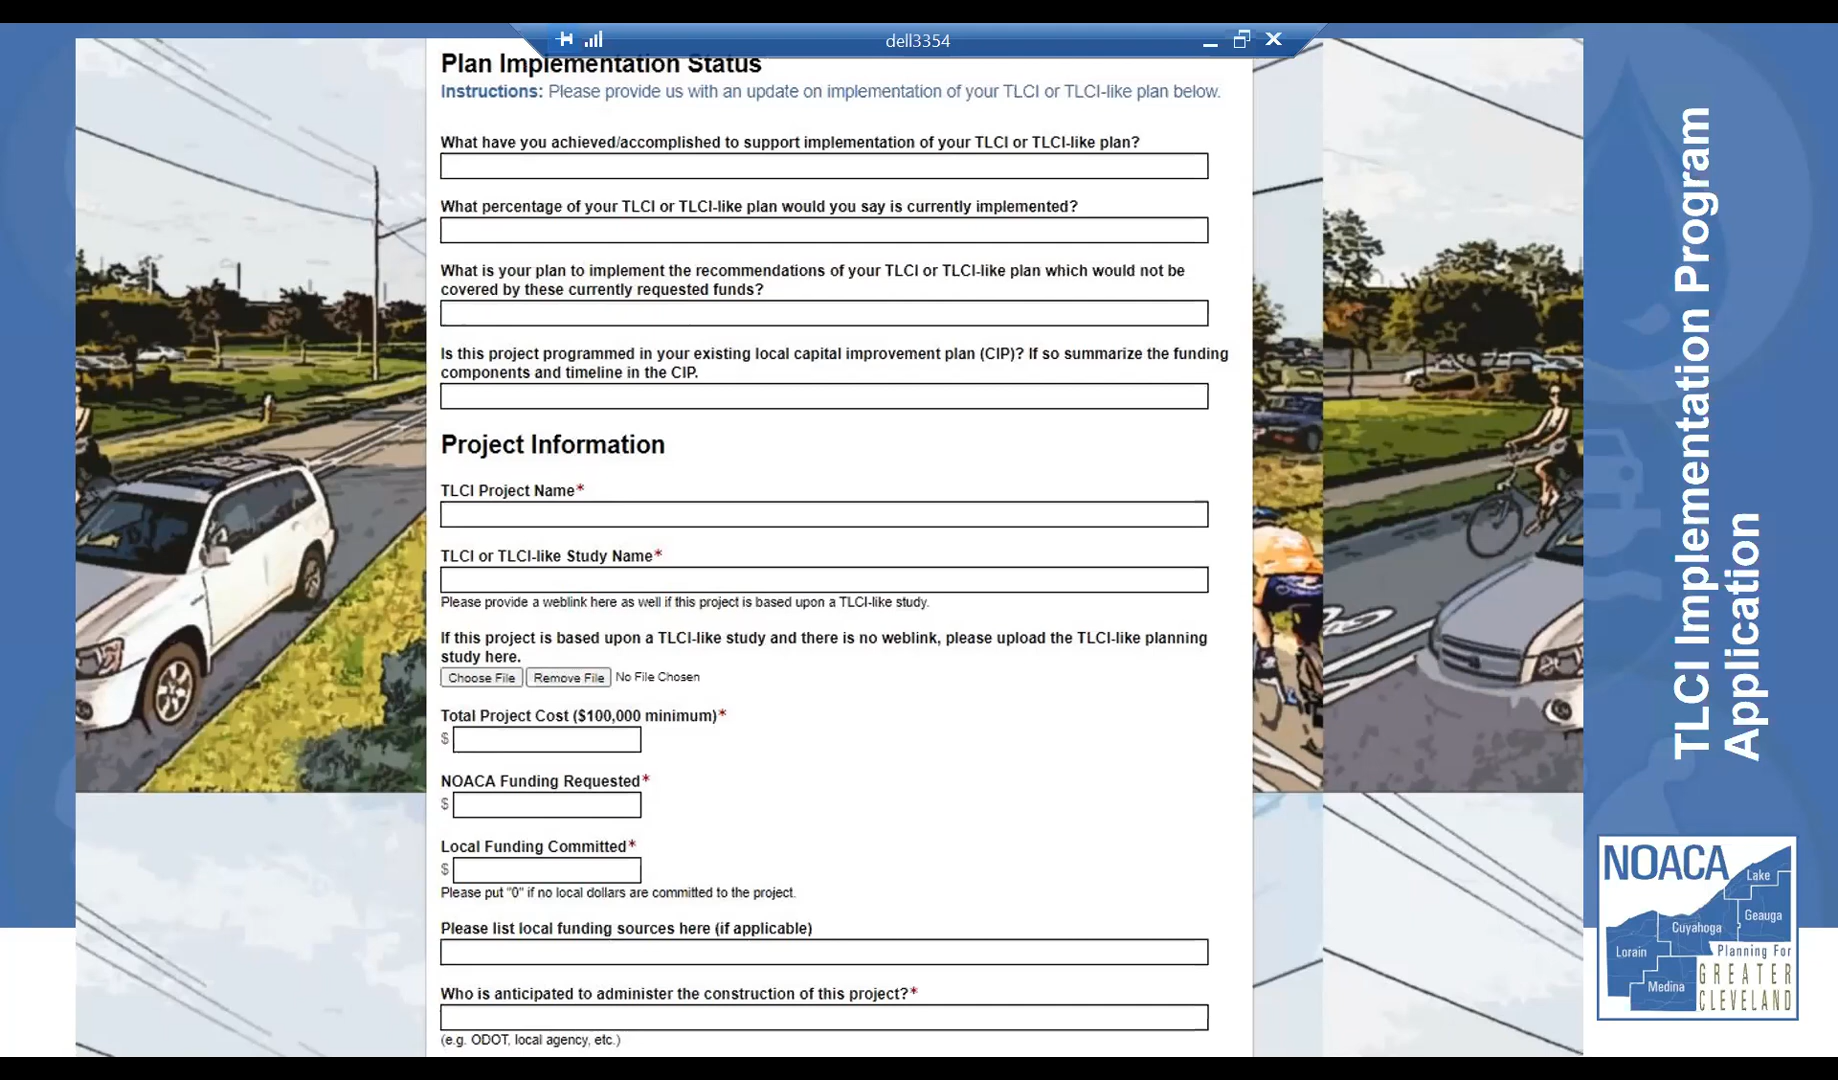 dell3354
Plan Implementation Status
Instructions: Please provide us with an update on implementation of your TLCI or TLCI-like plan below.
What have you achieved/accomplished to support implementation of your TLCI or TLCI-like plan?
What percentage of your TLCI or TLCI-like plan would you say is currently implemented?
What is your plan to implement the recommendations of your TLCI or TLCI-like plan which would not be
covered by these currently requested funds?
Is this project programmed in your existing local capital improvement plan (CIP)? If so summarize the funding
components and timeline in the CIP.
Project Information
TLCI Project Name*
TLCI or TLCI-like Study Name*
Please provide a weblink here as well if this project is based upon a TLCI-like study.
If this project is based upon a TLCI-like study and there is no weblink, please upload the TLCI-like planning
study here.
Choose File Remove File No File Chosen
Total Project Cost ($100,000 minimum)*
$
NOACA Funding Requested*
$
Local Funding Committed*
$
Please put "0" if no local dollars are committed to the project.
Please list local funding sources here (if applicable)
Who is anticipated to administer the construction of this project?*
(e.g. ODOT, local agency, etc.)
TLCI Implementation Program
Application
NOACA
Lake
Geauga
Cuyahoga
Lorain
Medina
Planning For
GREATER
CLEVELAND